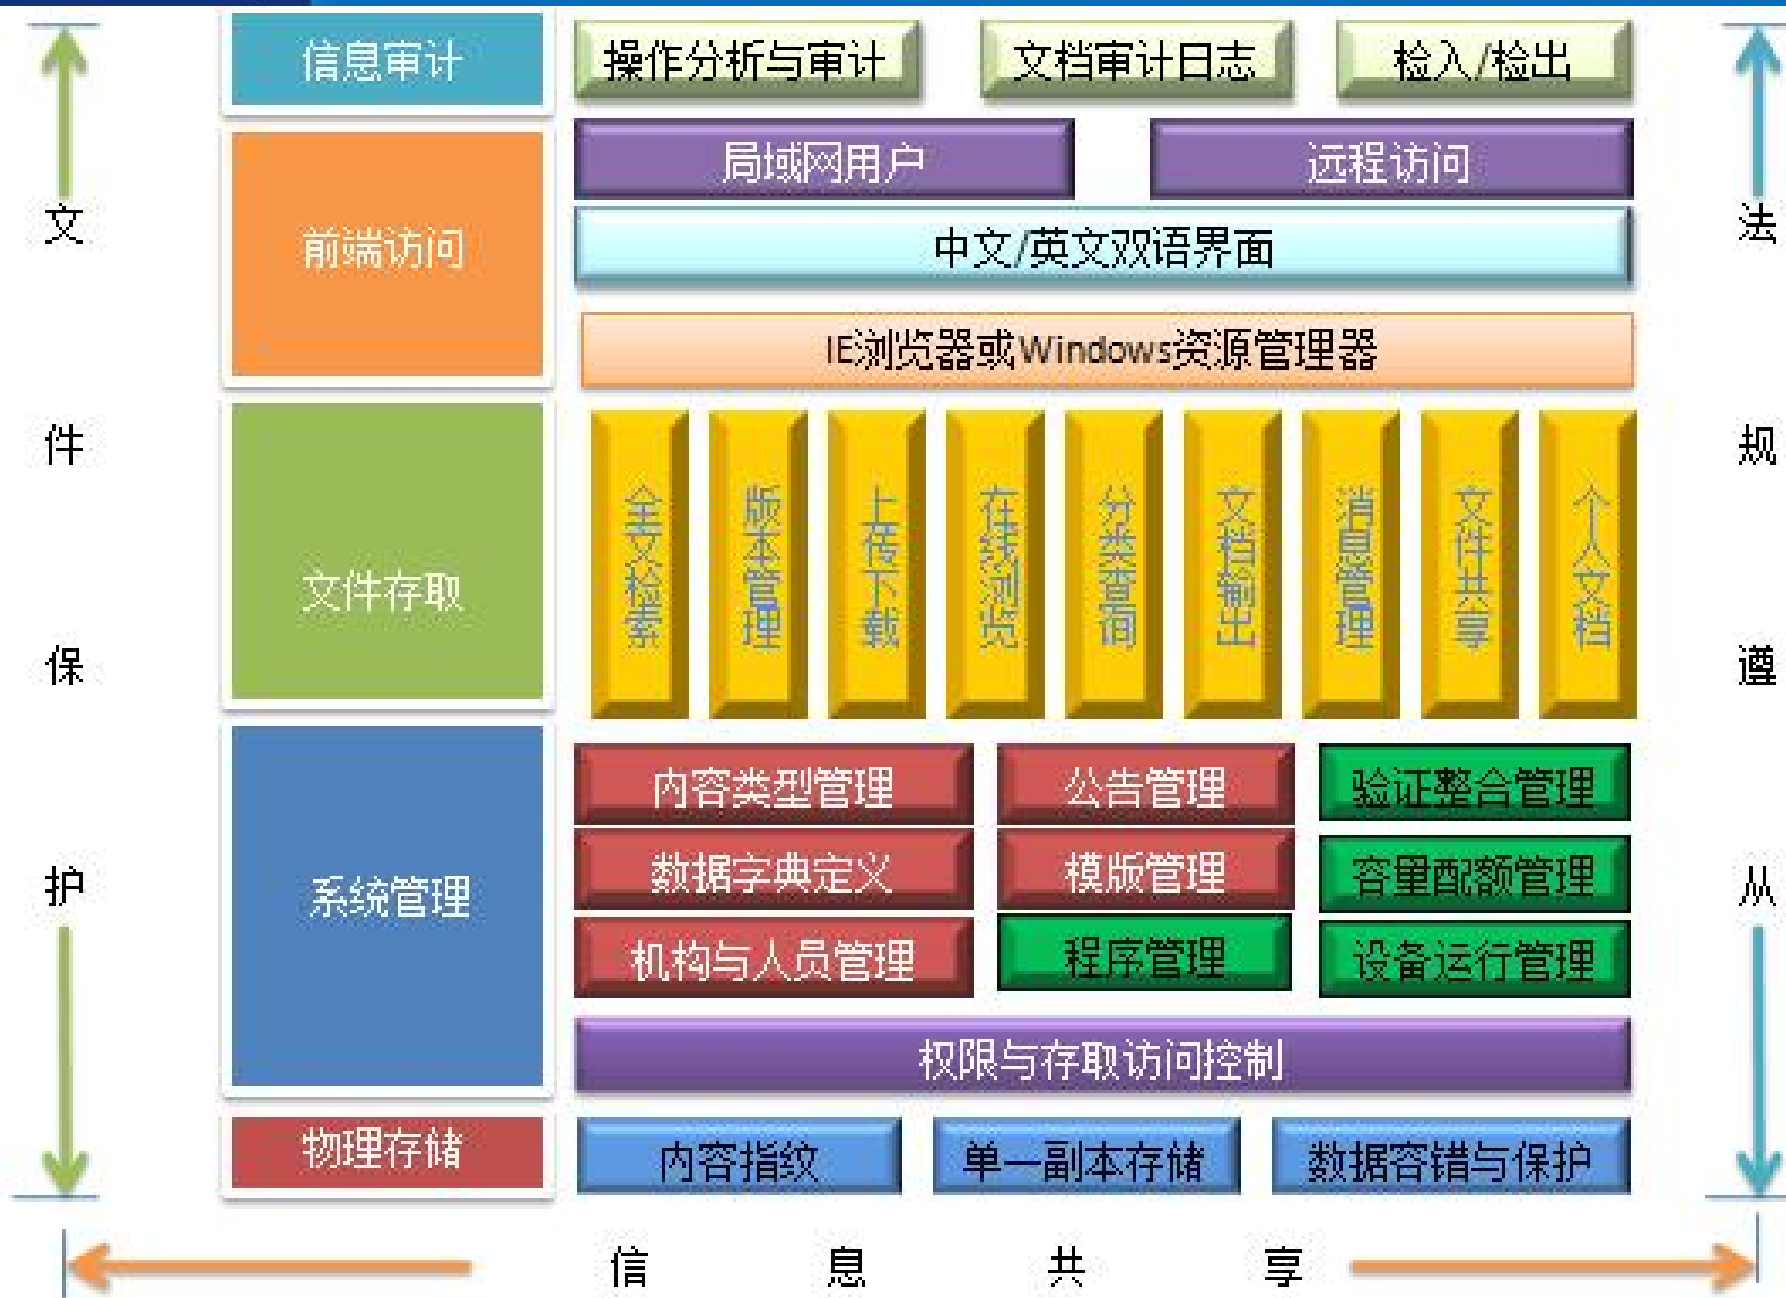 信息审计
操作分析与审计
文档审计日志
检入/检出
前端访问
局域网用户
远程访问
中文/英文双语界面
IE浏览器或Windows资源管理器
文件存取
全文检索
版本管理
上传下载
在线浏览
分类查询
文档输出
消息管理
文件共享
个人文档
系统管理
内容类型管理
公告管理
验证整合管理
数据字典定义
模版管理
容量配额管理
机构与人员管理
程序管理
设备运行管理
权限与存取访问控制
物理存储
内容指纹
单一副本存储
数据容错与保护
文件保护
法规遵从
信息共享